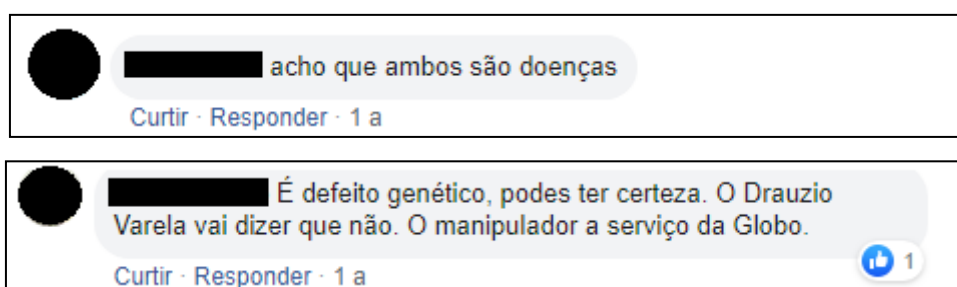 acho que ambos são doenças
Curtir · Responder · 1 a
É defeito genético, podes ter certeza. O Drauzio
Varela vai dizer que não. O manipulador a serviço da Globo.
1
Curtir · Responder · 1 a